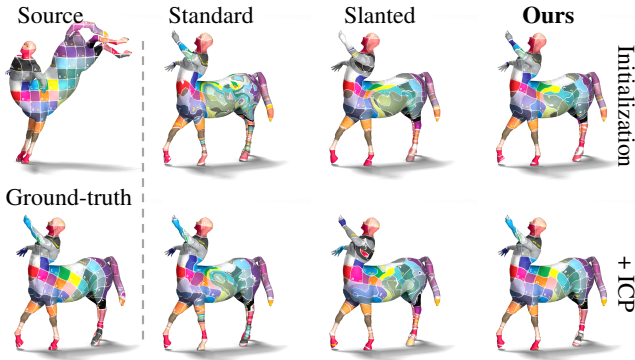 Source
Standard
Slanted
Ours
Initialization
Ground-truth
+ ICP